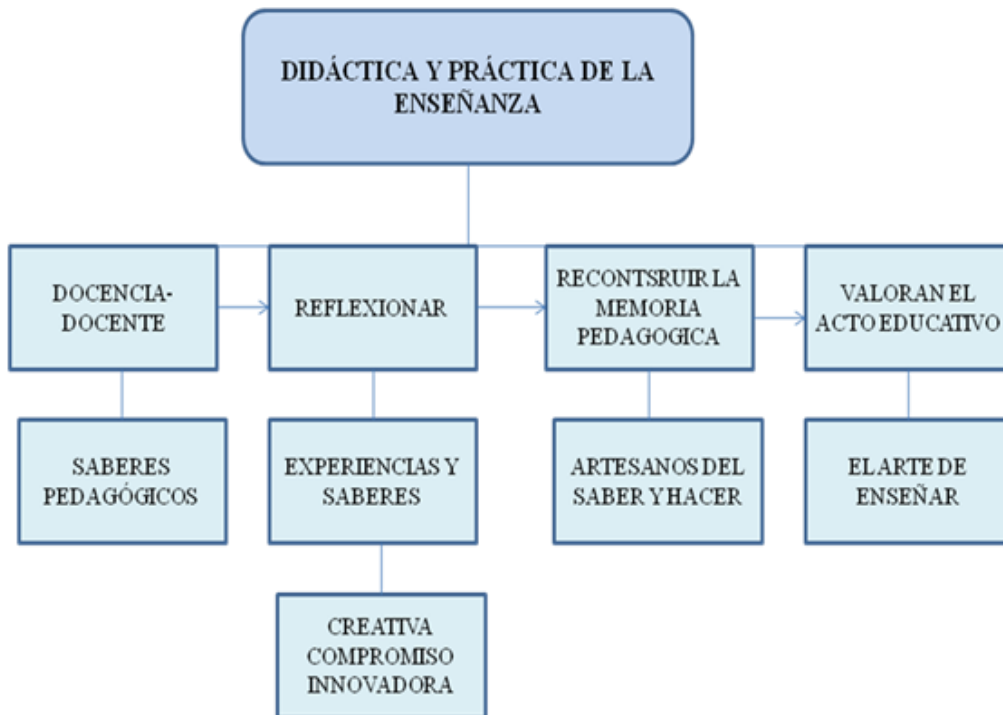 DIDÁCTICA Y PRÁCTICA DE LA
ENSEÑANZA
DOCENCIA-
DOCENTE
REFLEXIONAR
RECONTSRUIR LA
MEMORIA
PEDAGOGICA
VALORAN EL
ACTO EDUCATIVO
SABERES
PEDAGÓGICOS
EXPERIENCIAS Y
SABERES
ARTESANOS DEL
SABER Y HACER
EL ARTE DE
ENSEÑAR
CREATIVA
COMPROMISO
INNOVADORA